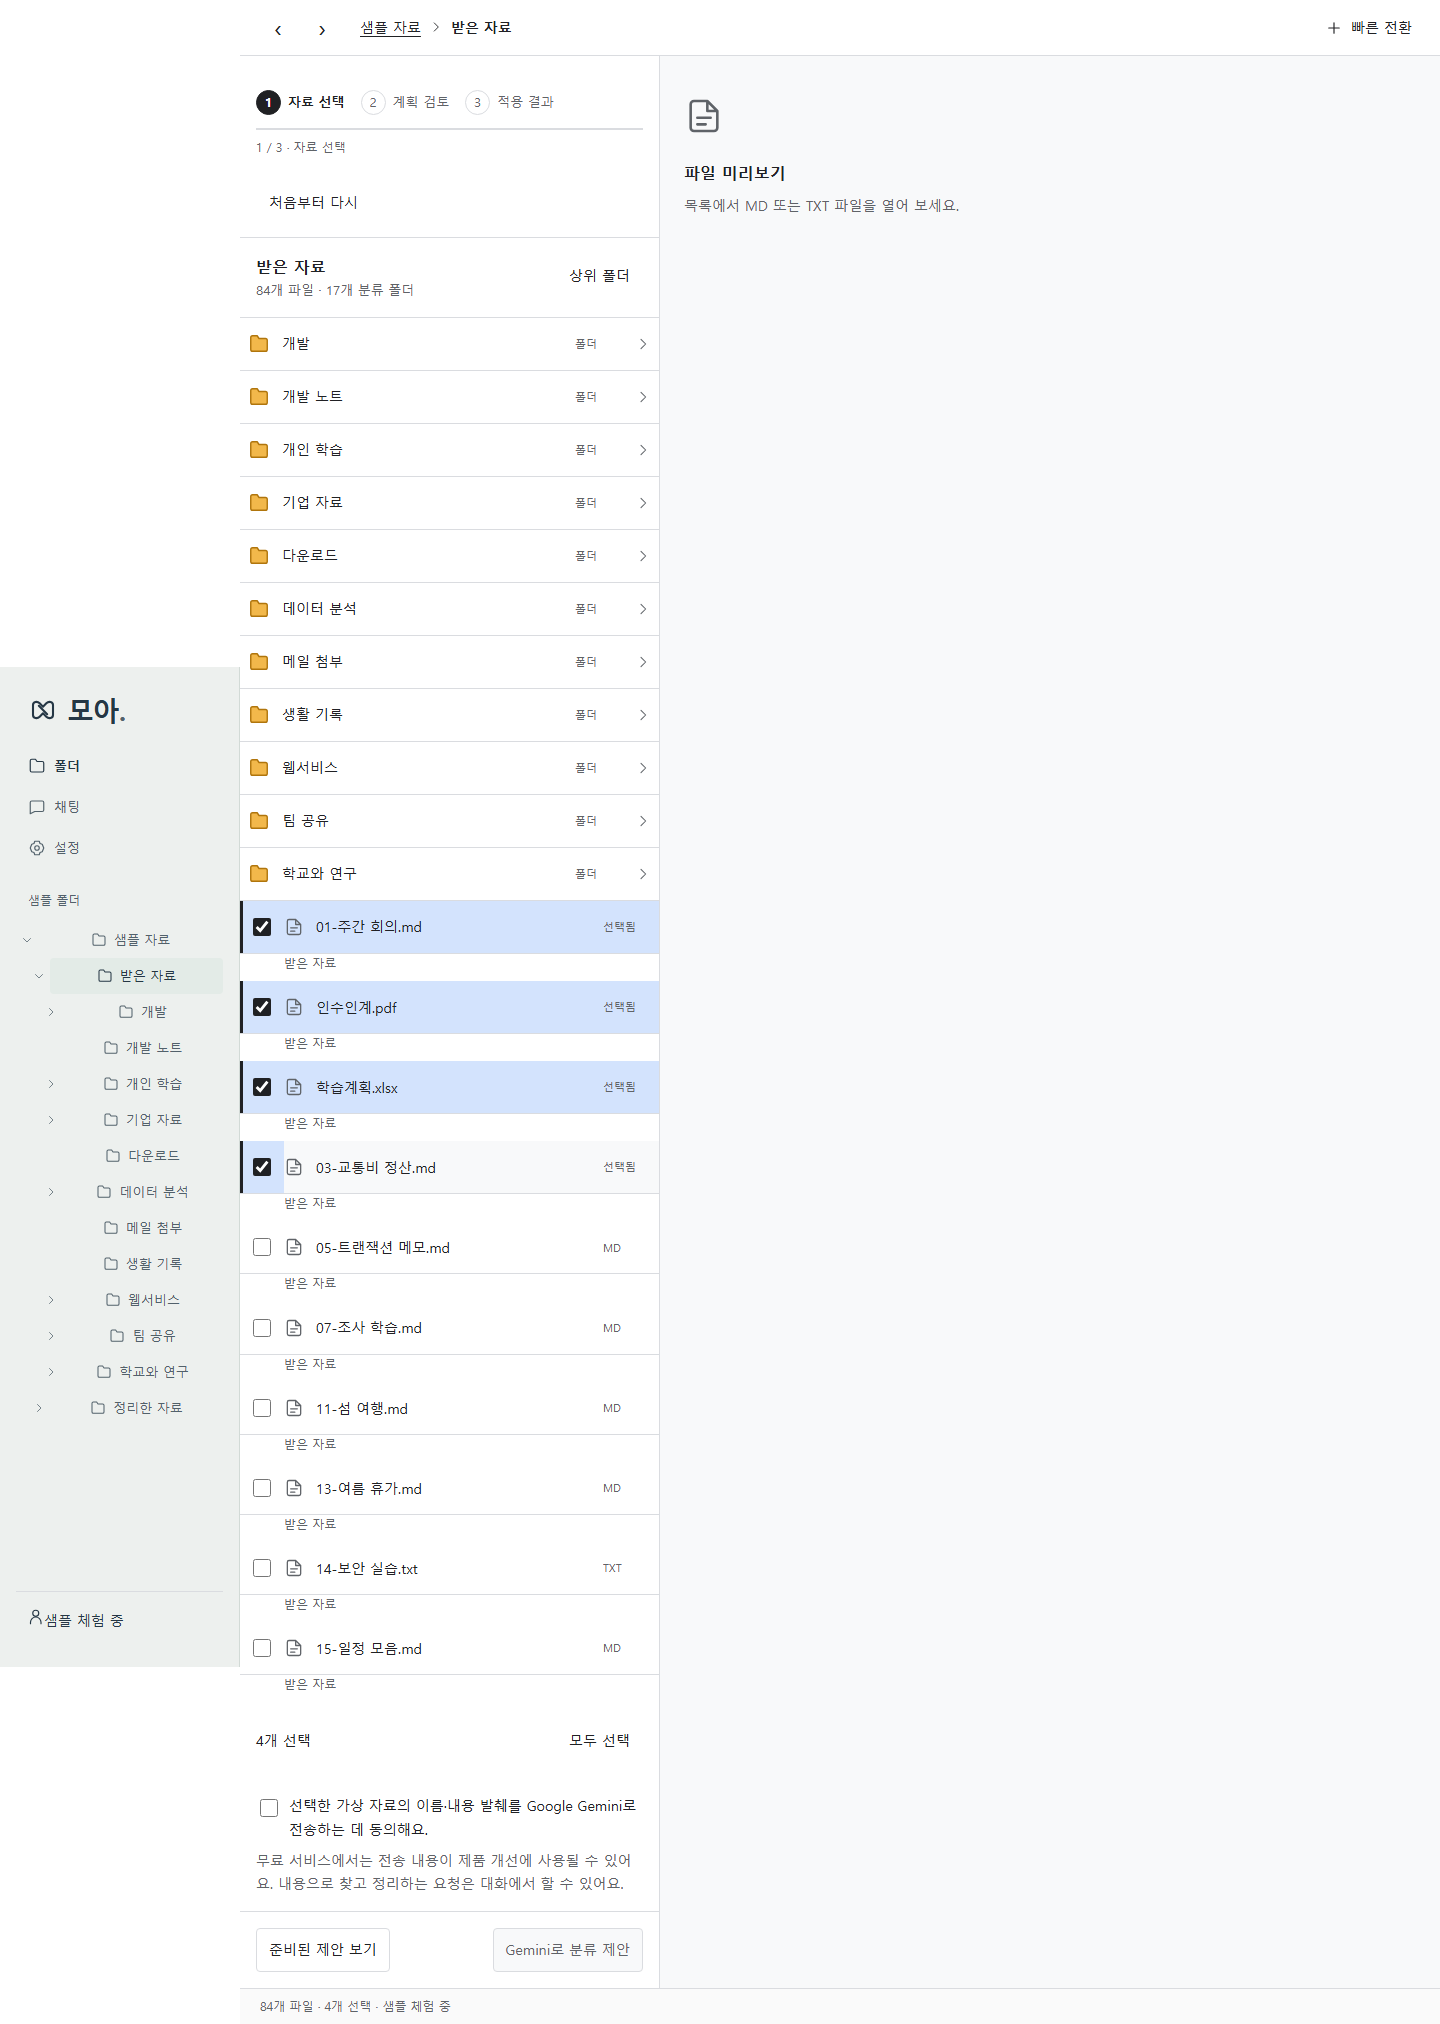 샘플 자료 > 받은 자료
빠른 전환
1 자료 선택 2 계획 검토 3 적용 결과
1 / 3 · 자료 선택
처음부터 다시
받은 자료
84개 파일 · 17개 분류 폴더
상위 폴더
개발 폴더
개발 노트 폴더
개인 학습 폴더
기업 자료 폴더
다운로드 폴더
데이터 분석 폴더
메일 첨부 폴더
생활 기록 폴더
웹서비스 폴더
팀 공유 폴더
학교와 연구 폴더
01-주간 회의.md 선택됨
받은 자료
인수인계.pdf 선택됨
받은 자료
학습계획.xlsx 선택됨
받은 자료
03-교통비 정산.md 선택됨
받은 자료
05-트랜잭션 메모.md MD
받은 자료
07-조사 학습.md MD
받은 자료
11-섬 여행.md MD
받은 자료
13-여름 휴가.md MD
받은 자료
14-보안 실습.txt TXT
받은 자료
15-일정 모음.md MD
받은 자료
4개 선택
모두 선택
선택한 가상 자료의 이름·내용 발췌를 Google Gemini로
전송하는 데 동의해요.
무료 서비스에서는 전송 내용이 제품 개선에 사용될 수 있어
요. 내용으로 찾고 정리하는 요청은 대화에서 할 수 있어요.
준비된 제안 보기
Gemini로 분류 제안
84개 파일 · 4개 선택 · 샘플 체험 중
파일 미리보기
목록에서 MD 또는 TXT 파일을 열어 보세요.
모아.
폴더
채팅
설정
샘플 폴더
샘플 자료
받은 자료
개발
개발 노트
개인 학습
기업 자료
다운로드
데이터 분석
메일 첨부
생활 기록
웹서비스
팀 공유
학교와 연구
정리한 자료
샘플 체험 중